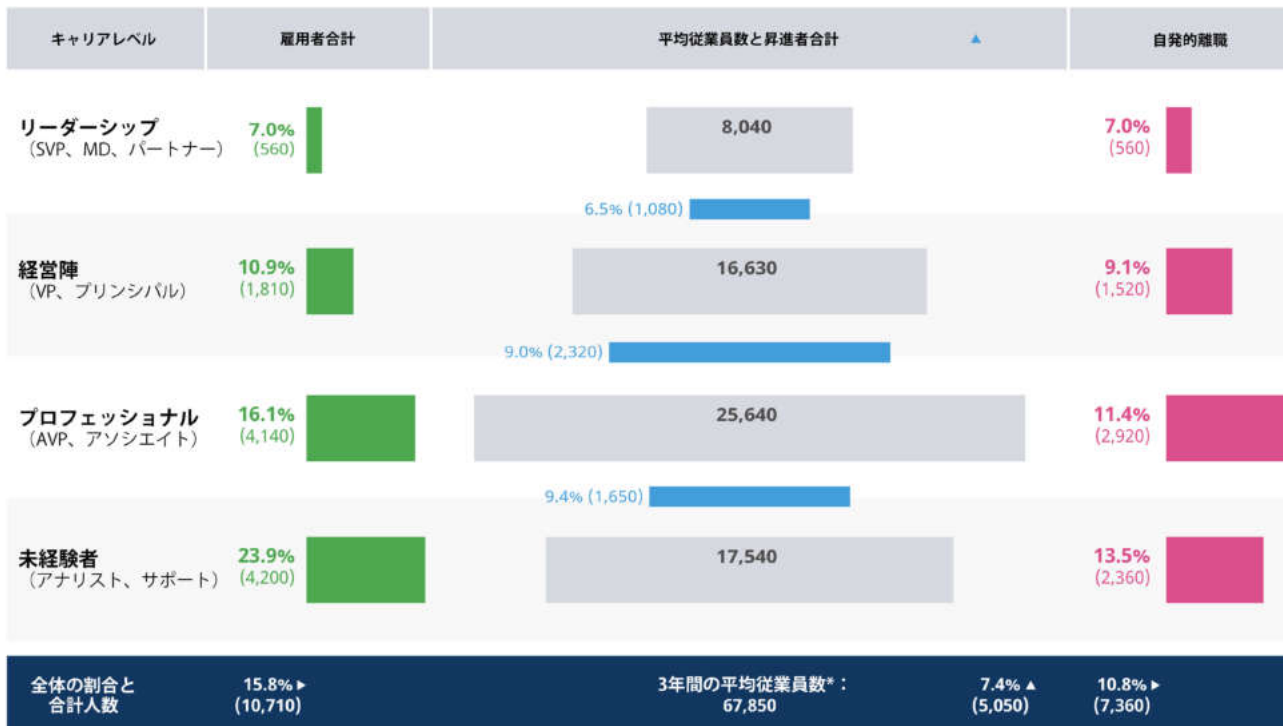 キャリアレベル
雇用者合計
平均従業員数と昇進者合計 ▲
自発的離職
リーダーシップ
（SVP、MD、パートナー）
7.0%
(560)
8,040
7.0%
(560)
6.5% (1,080)
経営陣
（VP、プリンシパル）
10.9%
(1,810)
16,630
9.1%
(1,520)
9.0% (2,320)
プロフェッショナル
（AVP、アソシエイト）
16.1%
(4,140)
25,640
11.4%
(2,920)
9.4% (1,650)
未経験者
（アナリスト、サポート）
23.9%
(4,200)
17,540
13.5%
(2,360)
全体の割合と
合計人数
15.8% ▶
(10,710)
3年間の平均従業員数*：
67,850
7.4% ▲
(5,050)
10.8% ▶
(7,360)